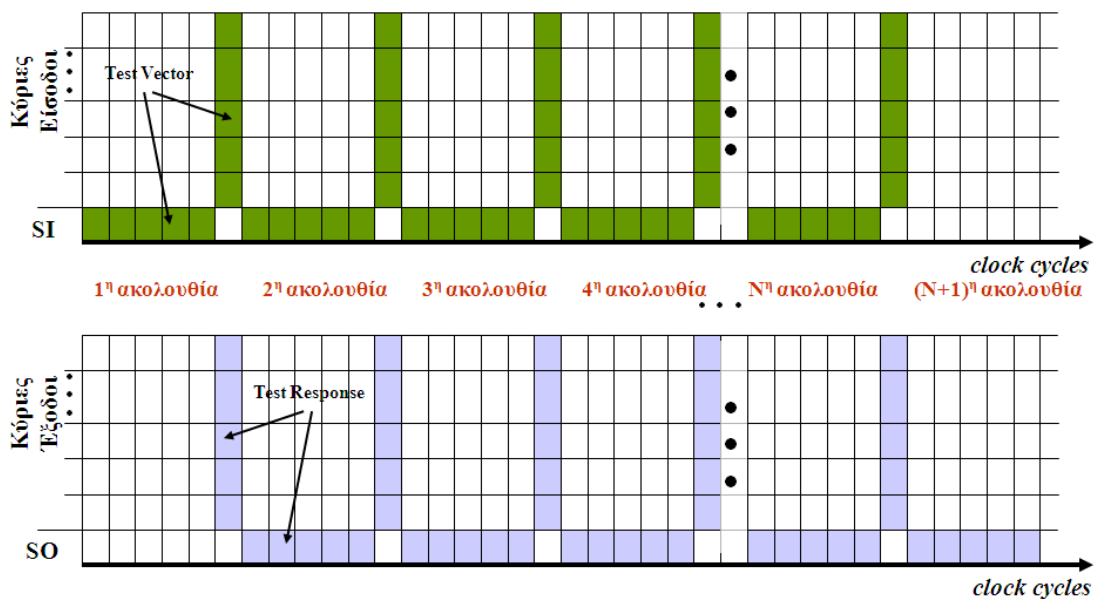 Κύριες
Είσοδοι
Test Vector
SI
clock cycles
1η ακολουθία 2η ακολουθία 3η ακολουθία 4η ακολουθία . . . Νη ακολουθία (Ν+1)η ακολουθία
Κύριες
Έξοδοι
Test Response
SO
clock cycles